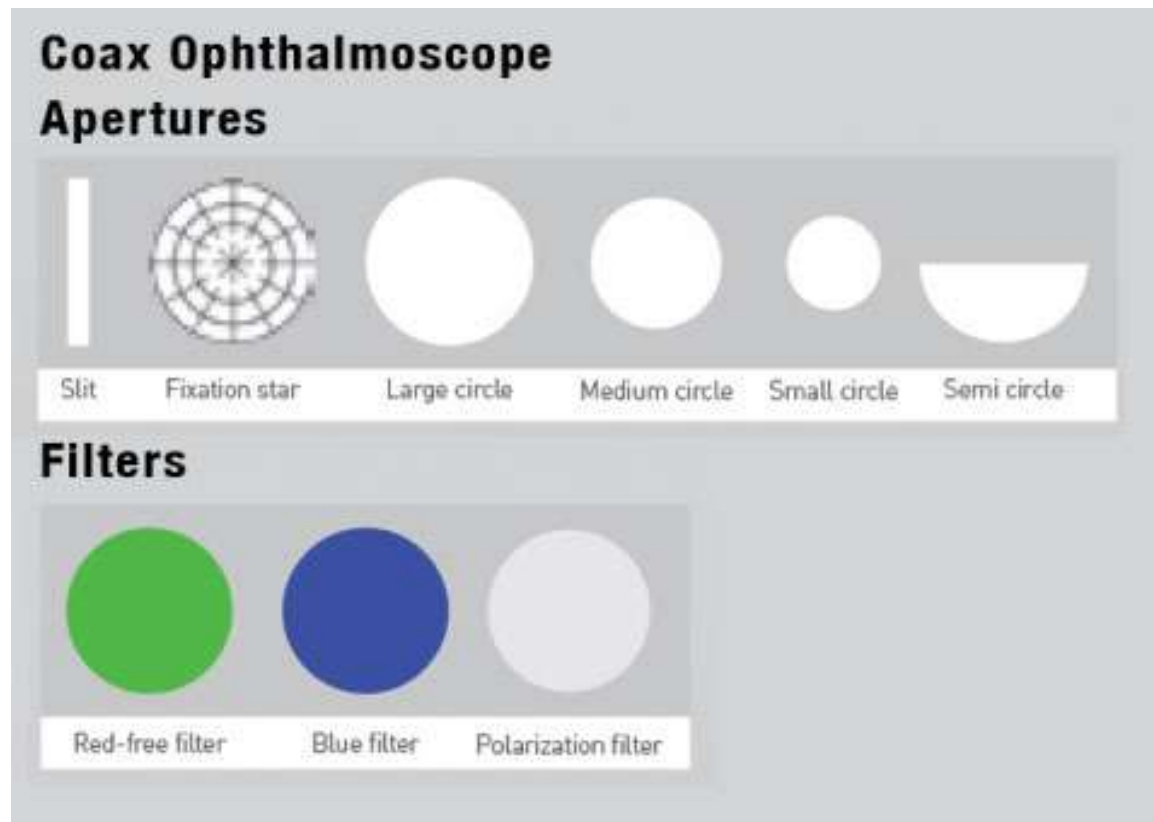 Coax Ophthalmoscope
Apertures
Slit Fixation star Large circle Medium circle Small circle Semi circle
Filters
Red-free filter Blue filter Polarization filter